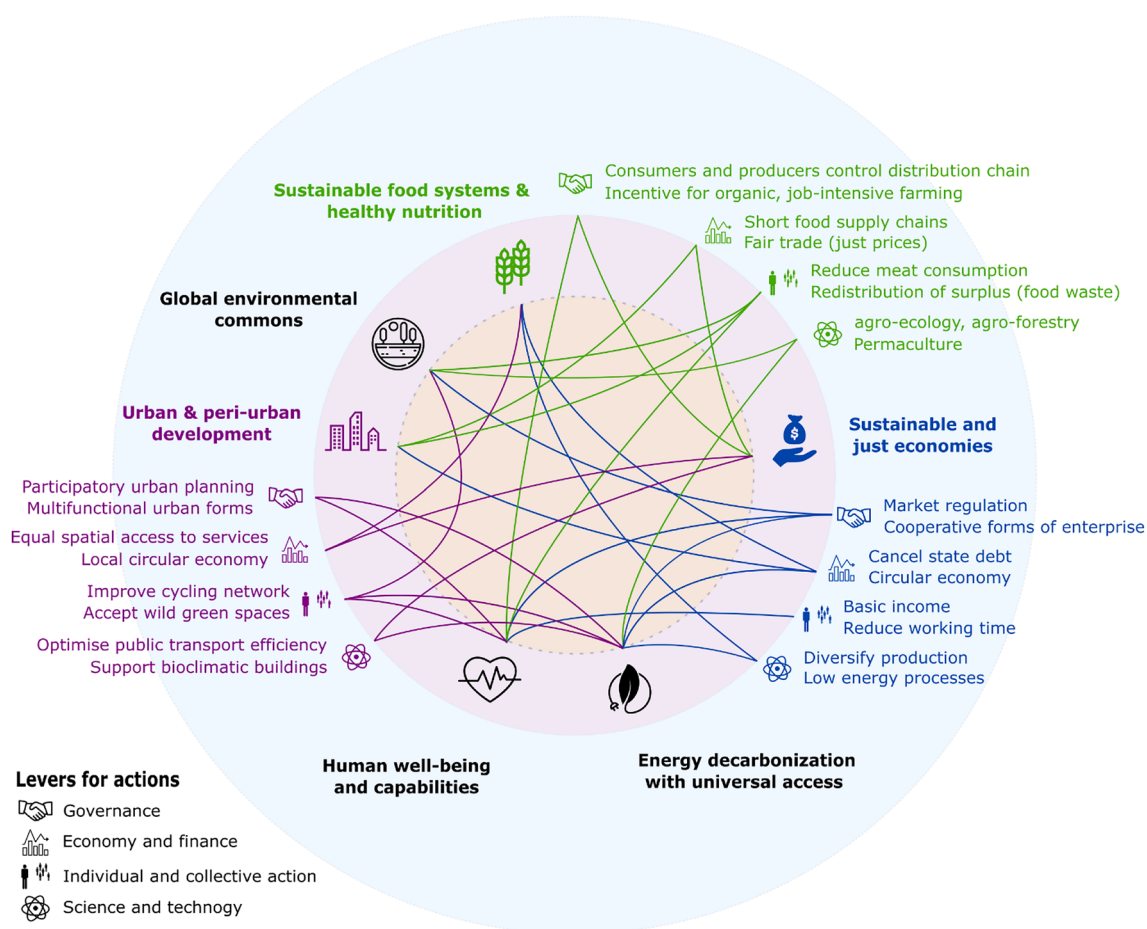 Consumers and producers control distribution chain
Incentive for organic, job-intensive farming
Sustainable food systems &
healthy nutrition
Short food supply chains
Fair trade (just prices)
Reduce meat consumption
Redistribution of surplus (food waste)
Global environmental
commons
agro-ecology, agro-forestry
Permaculture
Urban & peri-urban
development
$
Sustainable and
just economies
Participatory urban planning
Multifunctional urban forms
Market regulation
Cooperative forms of enterprise
Equal spatial access to services
Local circular economy
Cancel state debt
Circular economy
Improve cycling network
Accept wild green spaces
Basic income
Reduce working time
Optimise public transport efficiency
Support bioclimatic buildings
Diversify production
Low energy processes
Human well-being
and capabilities
Energy decarbonization
with universal access
Levers for actions
Governance
Economy and finance
Individual and collective action
Science and technogy